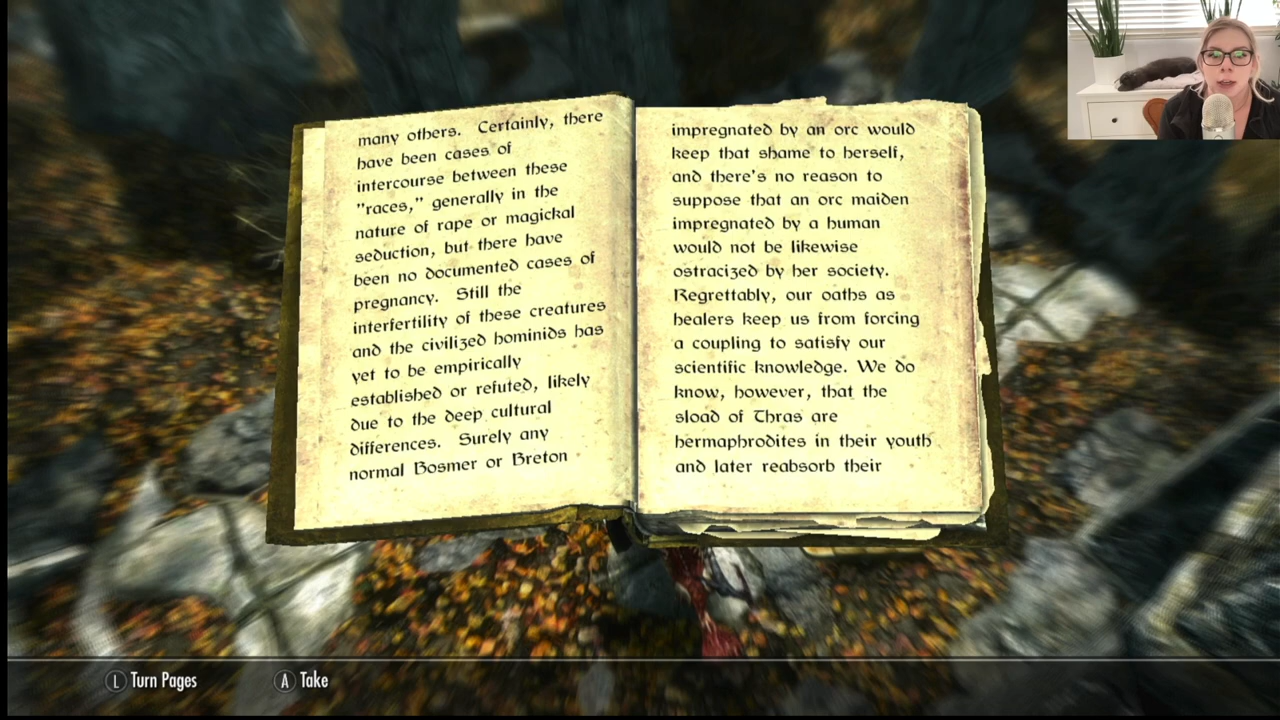 many others. Certainly, there
have been cases of
intercourse between these
"races," generally in the
nature of rape or magickal
seduction, but there have
been no documented cases of
pregnancy. Still the
interfertility of these creatures
and the civilized hominids has
yet to be empirically
established or refuted, likely
due to the deep cultural
differences. Surely any
normal Bosmer or Breton
impregnated by an orc would
keep that shame to herself,
and there's no reason to
suppose that an orc maiden
impregnated by a human
would not be likewise
ostracized by her society.
Regrettably, our oaths as
healers keep us from forcing
a coupling to satisfy our
scientific knowledge. We do
know, however, that the
sload of Thras are
hermaphrodites in their youth
and later reabsorb their
L Turn Pages
A Take